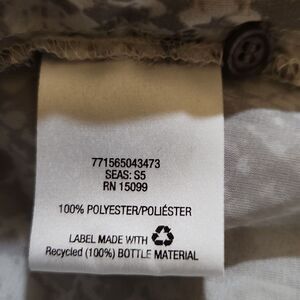 771565043473
SEAS: S5
RN 15099
100% POLYESTER/POLIÉSTER
LABEL MADE WITH
Recycled (100%) BOTTLE MATERIAL